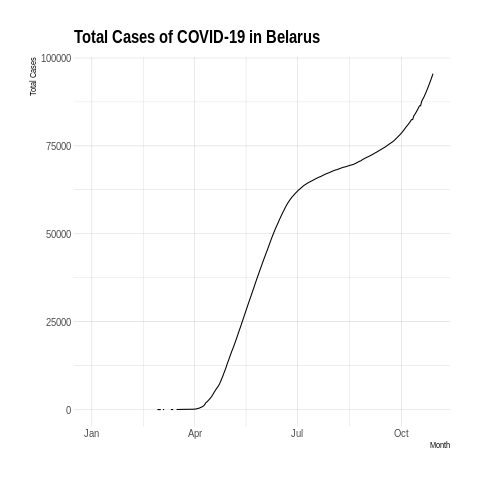 Total Cases of COVID-19 in Belarus
Total Cases
100000
75000
50000
25000
0
Jan Apr Jul Oct
Month